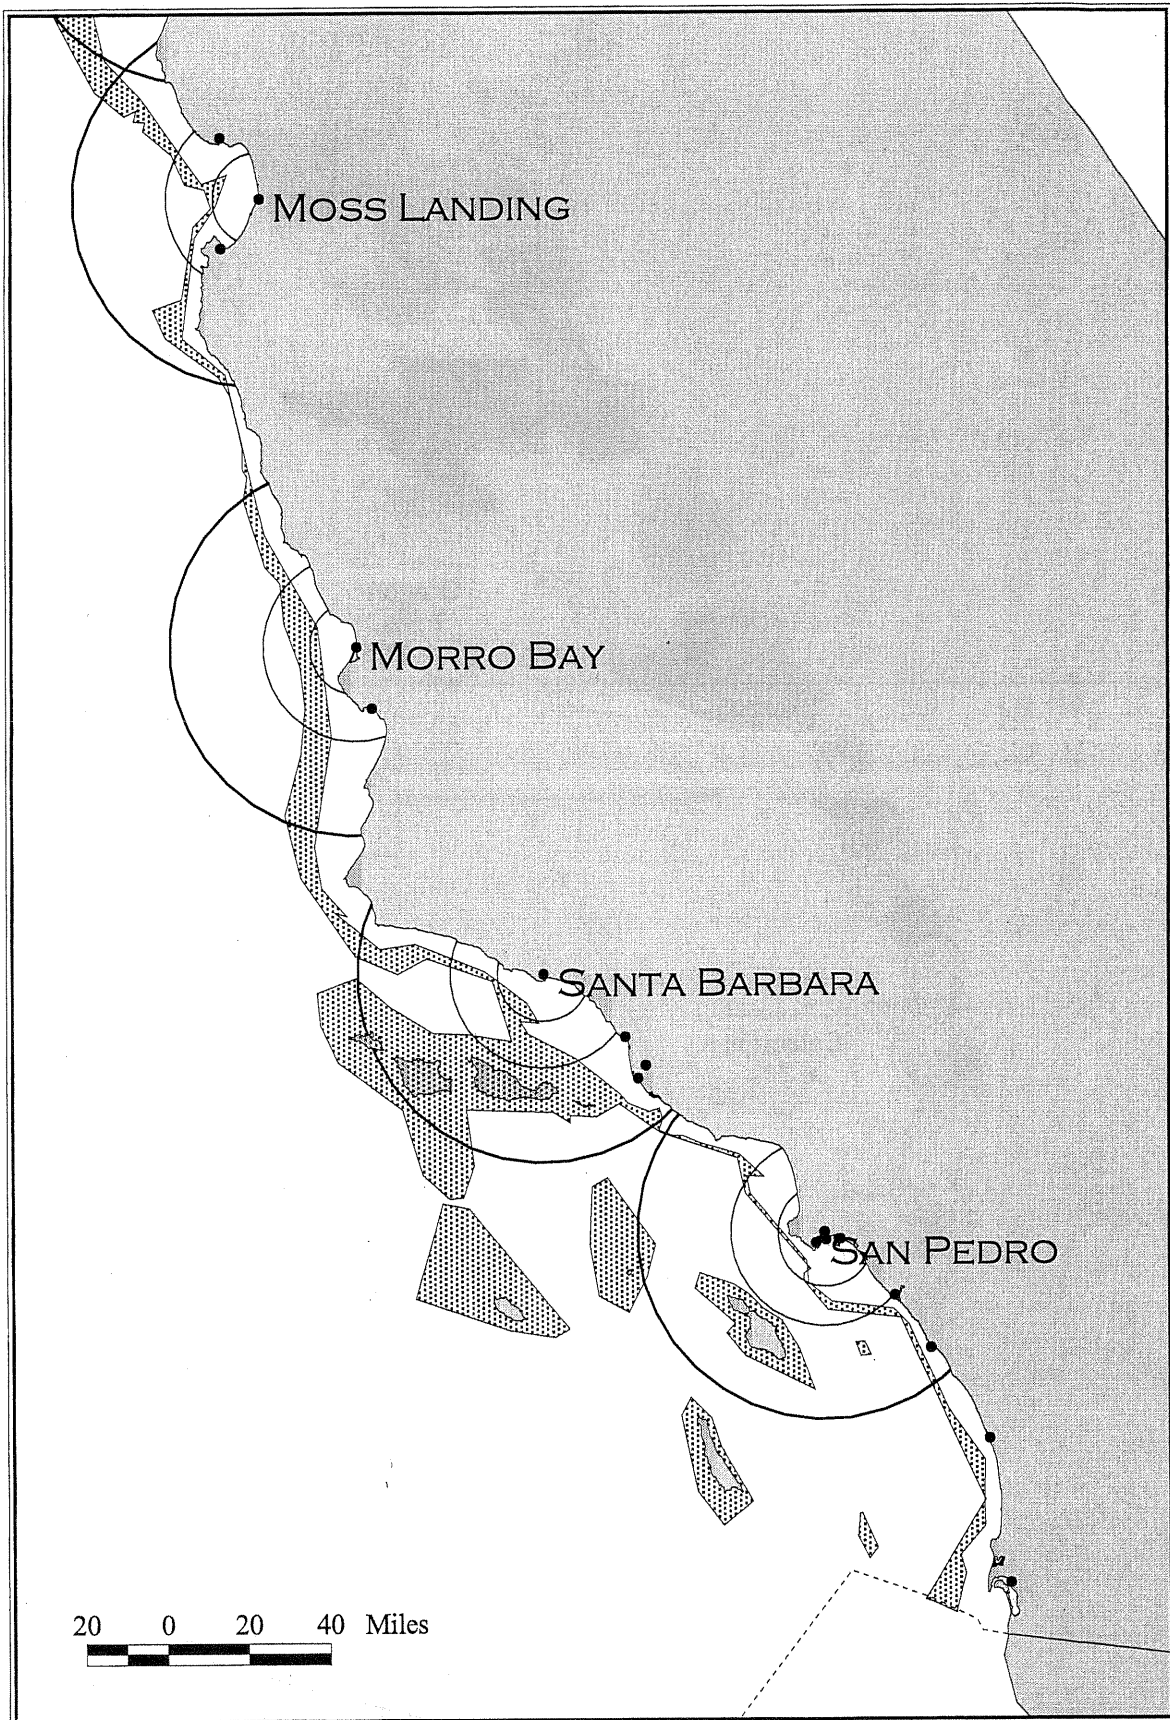 MOSS LANDING
MORRO BAY
SANTA BARBARA
SAN PEDRO
20 0 20 40 Miles